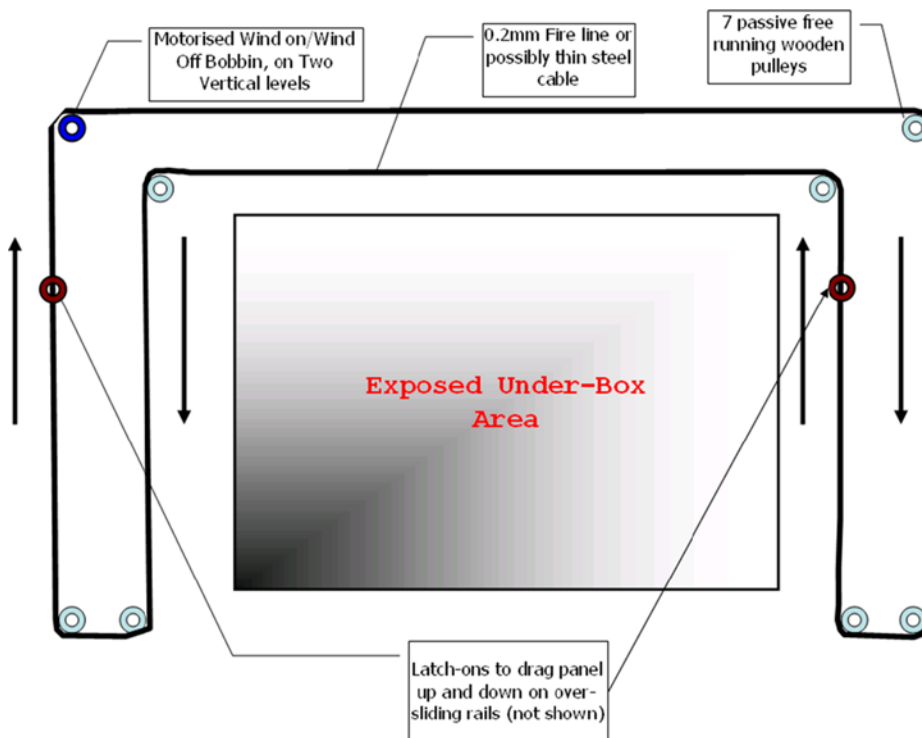 Motorised Wind on/Wind
Off Bobbin, on Two
Vertical levels
0.2mm Fire line or
possibly thin steel
cable
7 passive free
running wooden
pulleys
Exposed Under-Box
Area
Latch-ons to drag panel
up and down on over-
sliding rails (not shown)